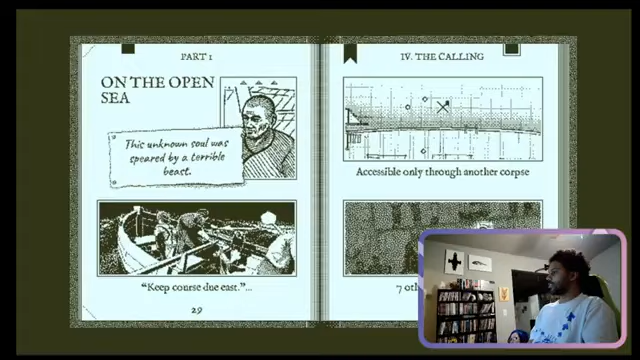 PART 1
ON THE OPEN
SEA
This unknown soul was
speared by a terrible
beast.
"Keep course due east."...
29
IV. THE CALLING
Accessible only through another corpse